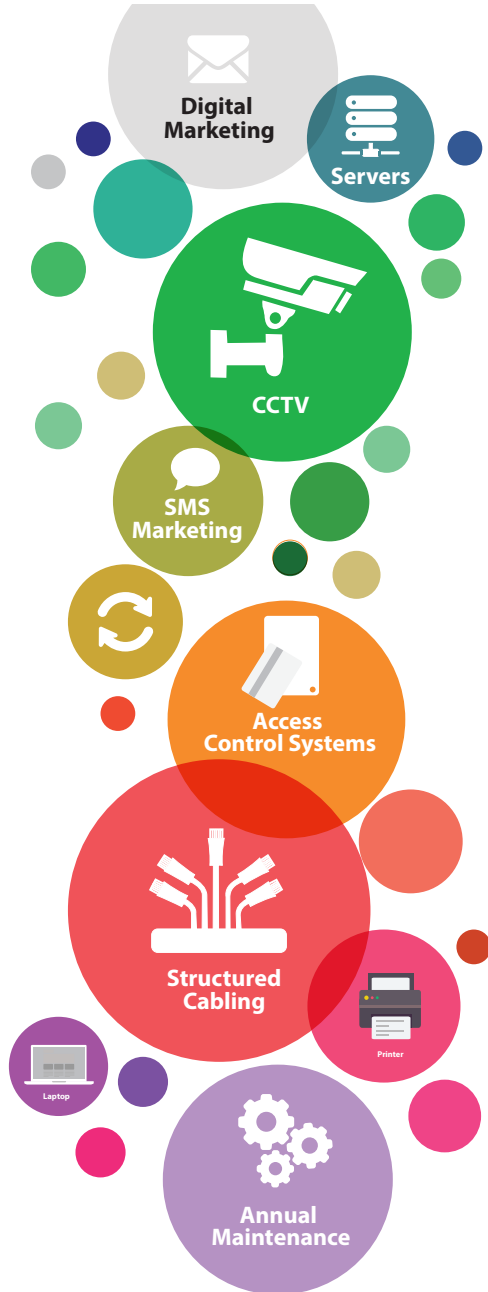 Digital
Marketing
Servers
CCTV
SMS
Marketing
Access
Control Systems
Structured
Cabling
Printer
Laptop
Annual
Maintenance